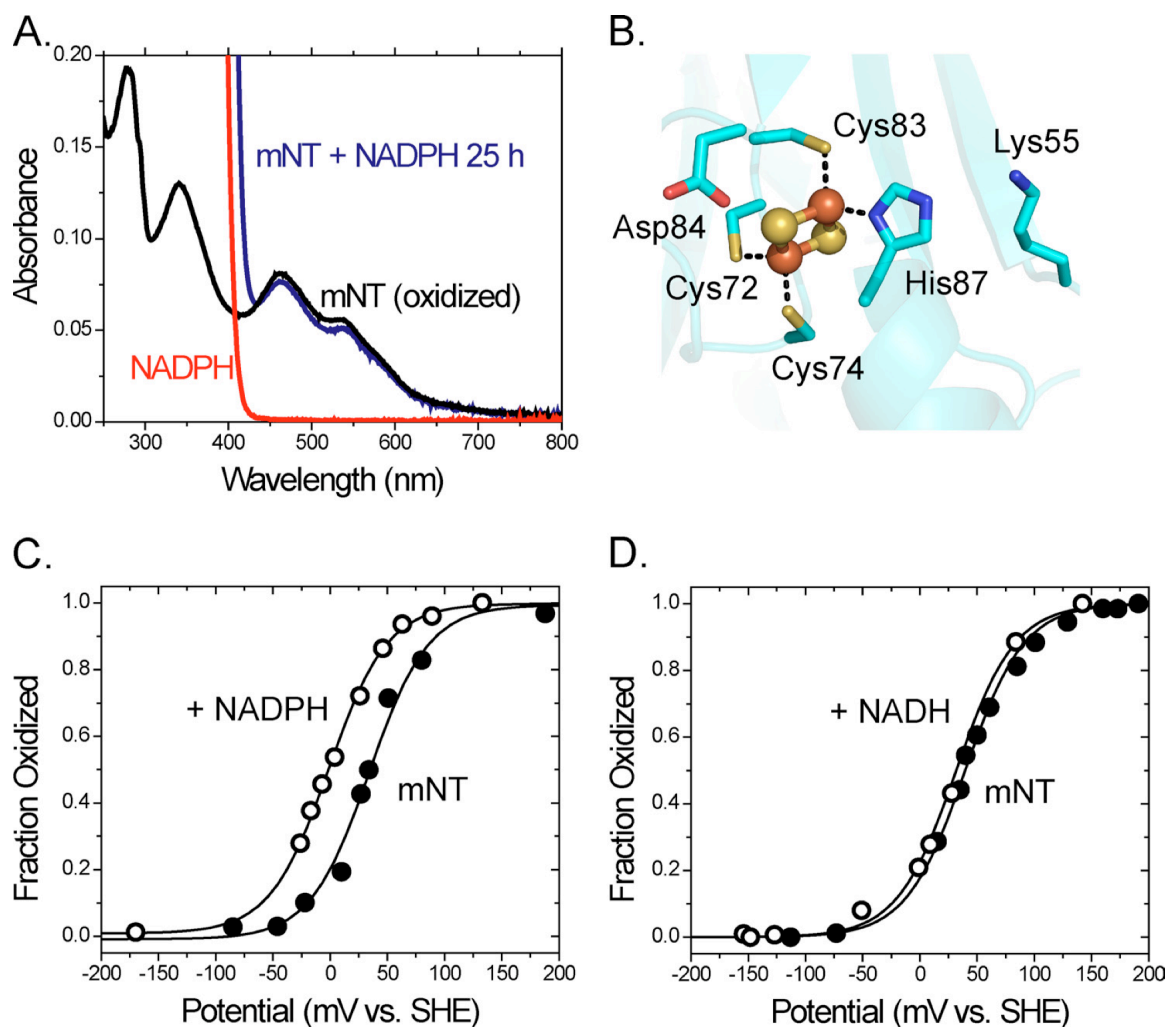 A.
0.20
0.15
0.10
0.05
0.00
Absorbance
mNT + NADPH 25 h
mNT (oxidized)
NADPH
300 400 500 600 700 800
Wavelength (nm)
B.
Cys83
Lys55
Asp84
Cys72
His87
Cys74
C.
1.0
0.8
0.6
0.4
0.2
0.0
Fraction Oxidized
+ NADPH
mNT
-200 -150 -100 -50 0 50 100 150 200
Potential (mV vs. SHE)
D.
1.0
0.8
0.6
0.4
0.2
0.0
Fraction Oxidized
+ NADH
mNT
-200 -150 -100 -50 0 50 100 150 200
Potential (mV vs. SHE)